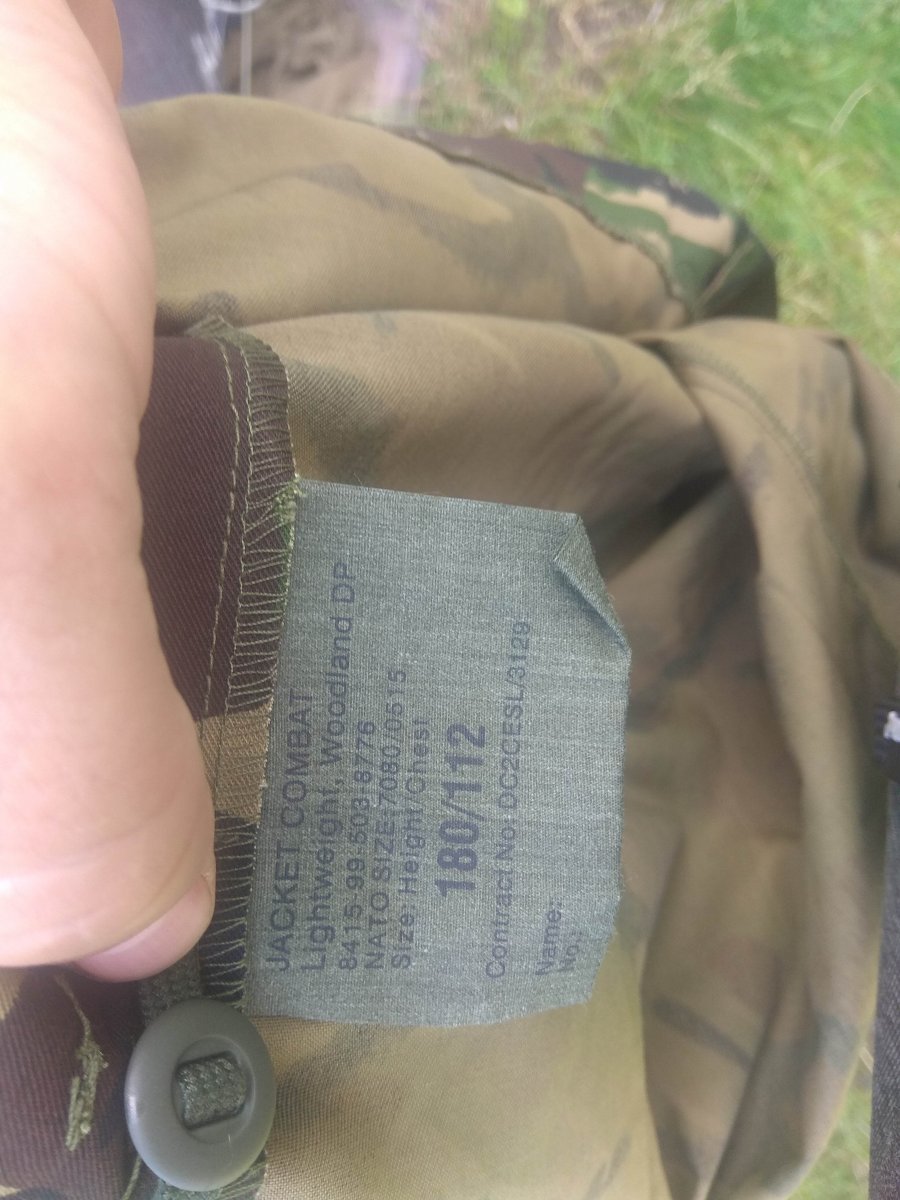 JACKET COMBAT
Lightweight, Woodland DP
8415-99-503-8776
NATO SIZE: 7080/0515
Size: Height/Chest
180/112
Contract No: DC2CESL/3129
Name:
No.: